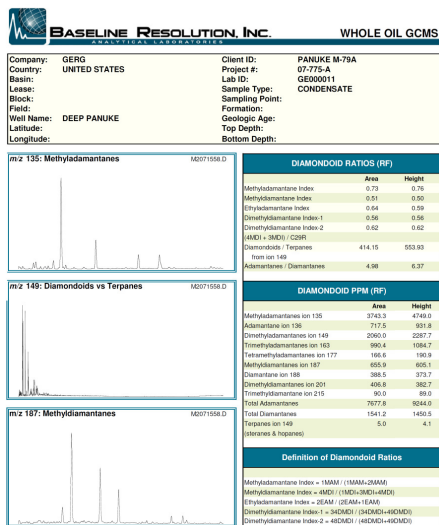 BASELINE RESOLUTION, INC.
ANALYTICAL LABORATORIES
WHOLE OIL GCMS
Company: GERG Client ID: PANUKE M-79A
Country: UNITED STATES Project #: 07-775-A
Basin: Lab ID: GE000011
Lease: Sample Type: CONDENSATE
Block: Sampling Point:
Field: Formation:
Well Name: DEEP PANUKE Geologic Age:
Latitude: Top Depth:
Longitude: Bottom Depth:
m/z 135: Methyladamantanes M2071558.D
DIAMONDOID RATIOS (RF)
Area Height
Methyladamantane Index 0.73 0.76
Methyldiamantane Index 0.51 0.50
Ethyladamantane Index 0.64 0.59
Dimethyldiamantane Index-1 0.56 0.56
Dimethyldiamantane Index-2 0.62 0.62
(4MDI + 3MDI) / C29R
Diamondoids / Terpanes 414.15 553.93
from ion 149
Adamantanes / Diamantanes 4.98 6.37
m/z 149: Diamondoids vs Terpanes M2071558.D
DIAMONDOID PPM (RF)
Area Height
Methyladamantanes ion 135 3743.3 4749.0
Adamantane ion 136 717.5 931.8
Dimethyladamantanes ion 149 2060.0 2287.7
Trimethyladamantanes ion 163 990.4 1084.7
Tetramethyladamantanes ion 177 166.6 190.9
Methyldiamantanes ion 187 655.9 605.1
Diamantane ion 188 388.5 373.7
Dimethyldiamantanes ion 201 406.8 382.7
Trimethyldiamantane ion 215 90.0 89.0
Total Adamantanes 7677.8 9244.0
Total Diamantanes 1541.2 1450.5
Terpanes ion 149 5.0 4.1
(steranes & hopanes)
m/z 187: Methyldiamantanes M2071558.D
Definition of Diamondoid Ratios
Methyladamantane Index = 1MAM / (1MAM+2MAM)
Methyldiamantane Index = 4MDI / (1MDI+3MDI+4MDI)
Ethyladamantane Index = 2EAM / (2EAM+1EAM)
Dimethyldiamantane Index-1 = 34DMDI / (34DMDI+49DMDI)
Dimethyldiamantane Index-2 = 48DMDI / (48DMDI+49DMDI)